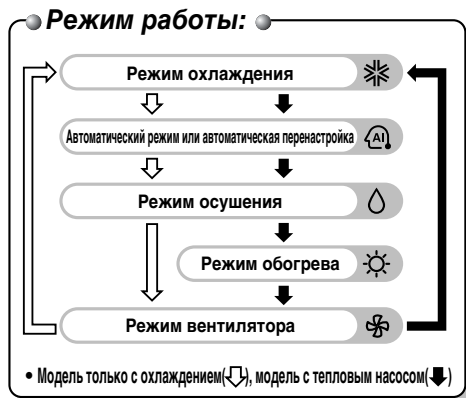 Режим работы:
Режим охлаждения
Автоматический режим или автоматическая перенастройка
AI
Режим осушения
Режим обогрева
Режим вентилятора
• Модель только с охлаждением(⇩), модель с тепловым насосом(⬇)